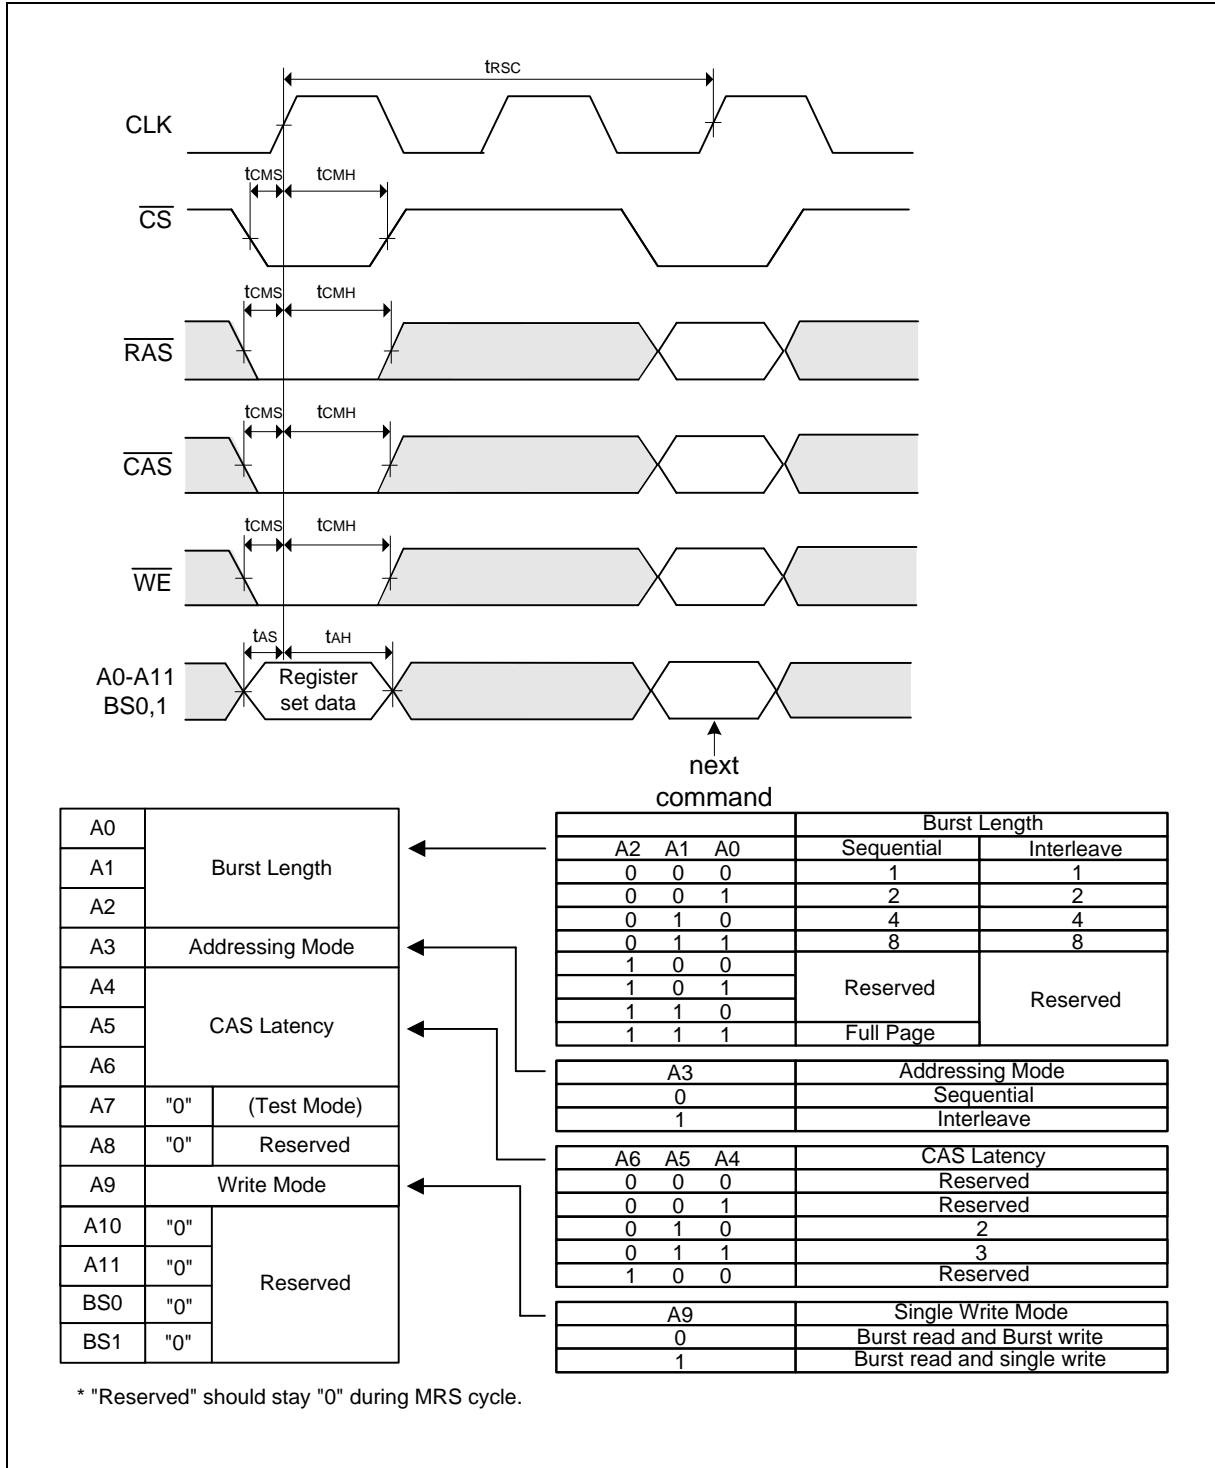 tRSC
CLK
tCMS tCMH
CS
tCMS tCMH
RAS
tCMS tCMH
CAS
tCMS tCMH
WE
tAS tAH
A0-A11
BS0,1
Register
set data
next
command
A0
A1
A2
Burst Length
A3 Addressing Mode
A4
A5
A6
CAS Latency
A7 "0" (Test Mode)
A8 "0" Reserved
A9 Write Mode
A10 "0"
A11 "0"
BS0 "0"
BS1 "0"
Reserved
Burst Length
A2 A1 A0 Sequential Interleave
0 0 0 1 1
0 0 1 2 2
0 1 0 4 4
0 1 1 8 8
1 0 0
1 0 1 Reserved Reserved
1 1 0
1 1 1 Full Page
A3 Addressing Mode
0 Sequential
1 Interleave
A6 A5 A4 CAS Latency
0 0 0 Reserved
0 0 1 Reserved
0 1 0 2
0 1 1 3
1 0 0 Reserved
A9 Single Write Mode
0 Burst read and Burst write
1 Burst read and single write
* "Reserved" should stay "0" during MRS cycle.